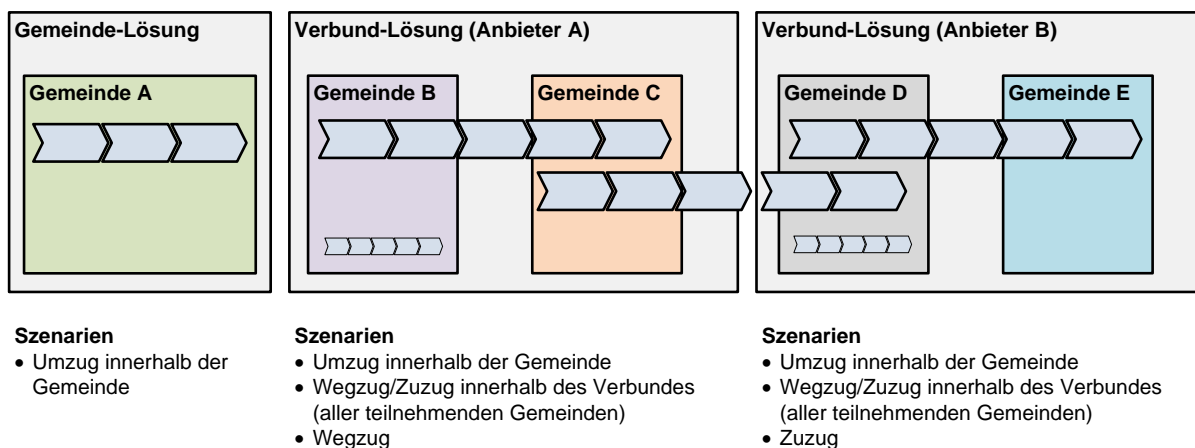 Gemeinde-Lösung
Gemeinde A
Verbund-Lösung (Anbieter A)
Gemeinde B
Gemeinde C
Verbund-Lösung (Anbieter B)
Gemeinde D
Gemeinde E
Szenarien
• Umzug innerhalb der
Gemeinde
Szenarien
• Umzug innerhalb der Gemeinde
• Wegzug/Zuzug innerhalb des Verbundes
(aller teilnehmenden Gemeinden)
• Wegzug
Szenarien
• Umzug innerhalb der Gemeinde
• Wegzug/Zuzug innerhalb des Verbundes
(aller teilnehmenden Gemeinden)
• Zuzug